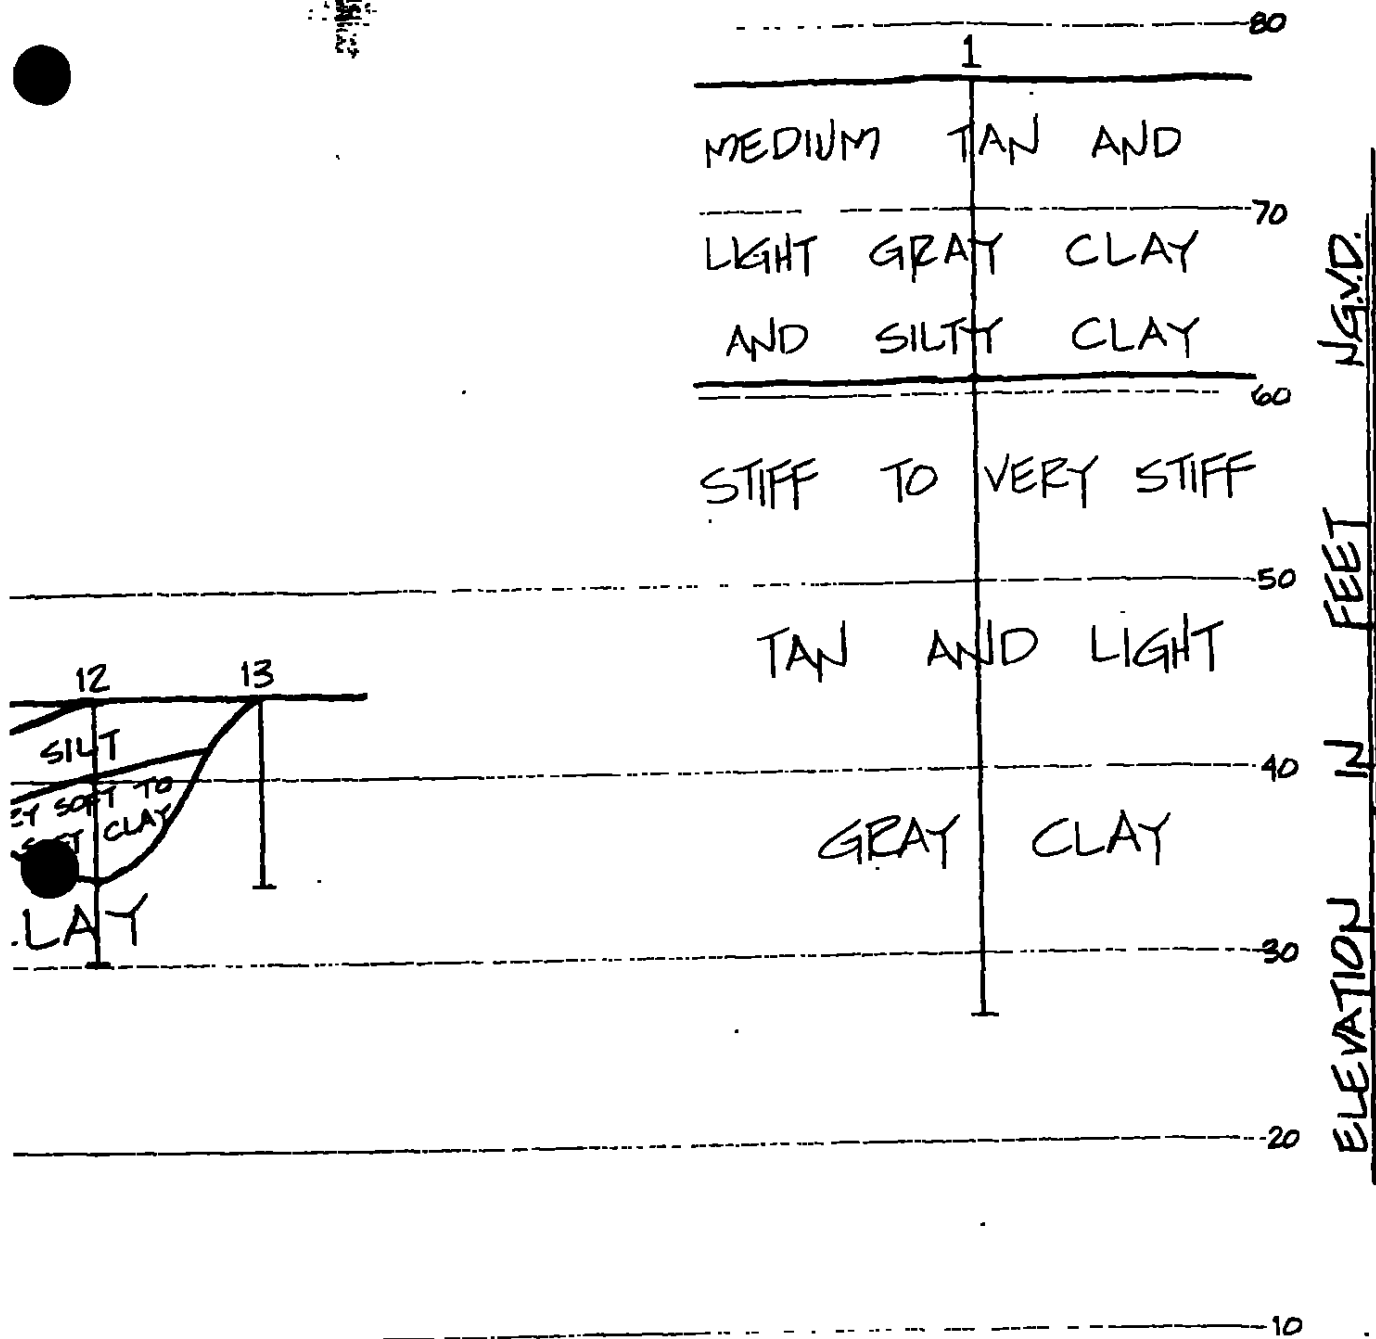 80
1
MEDIUM TAN AND
70
LIGHT GRAY CLAY
AND SILTY CLAY
60
STIFF TO VERY STIFF
50
TAN AND LIGHT
12 13
SILT
40
SOFT TO
CLAY
GRAY CLAY
.LAY
30
20
10
ELEVATION IN FEET N.G.V.D.